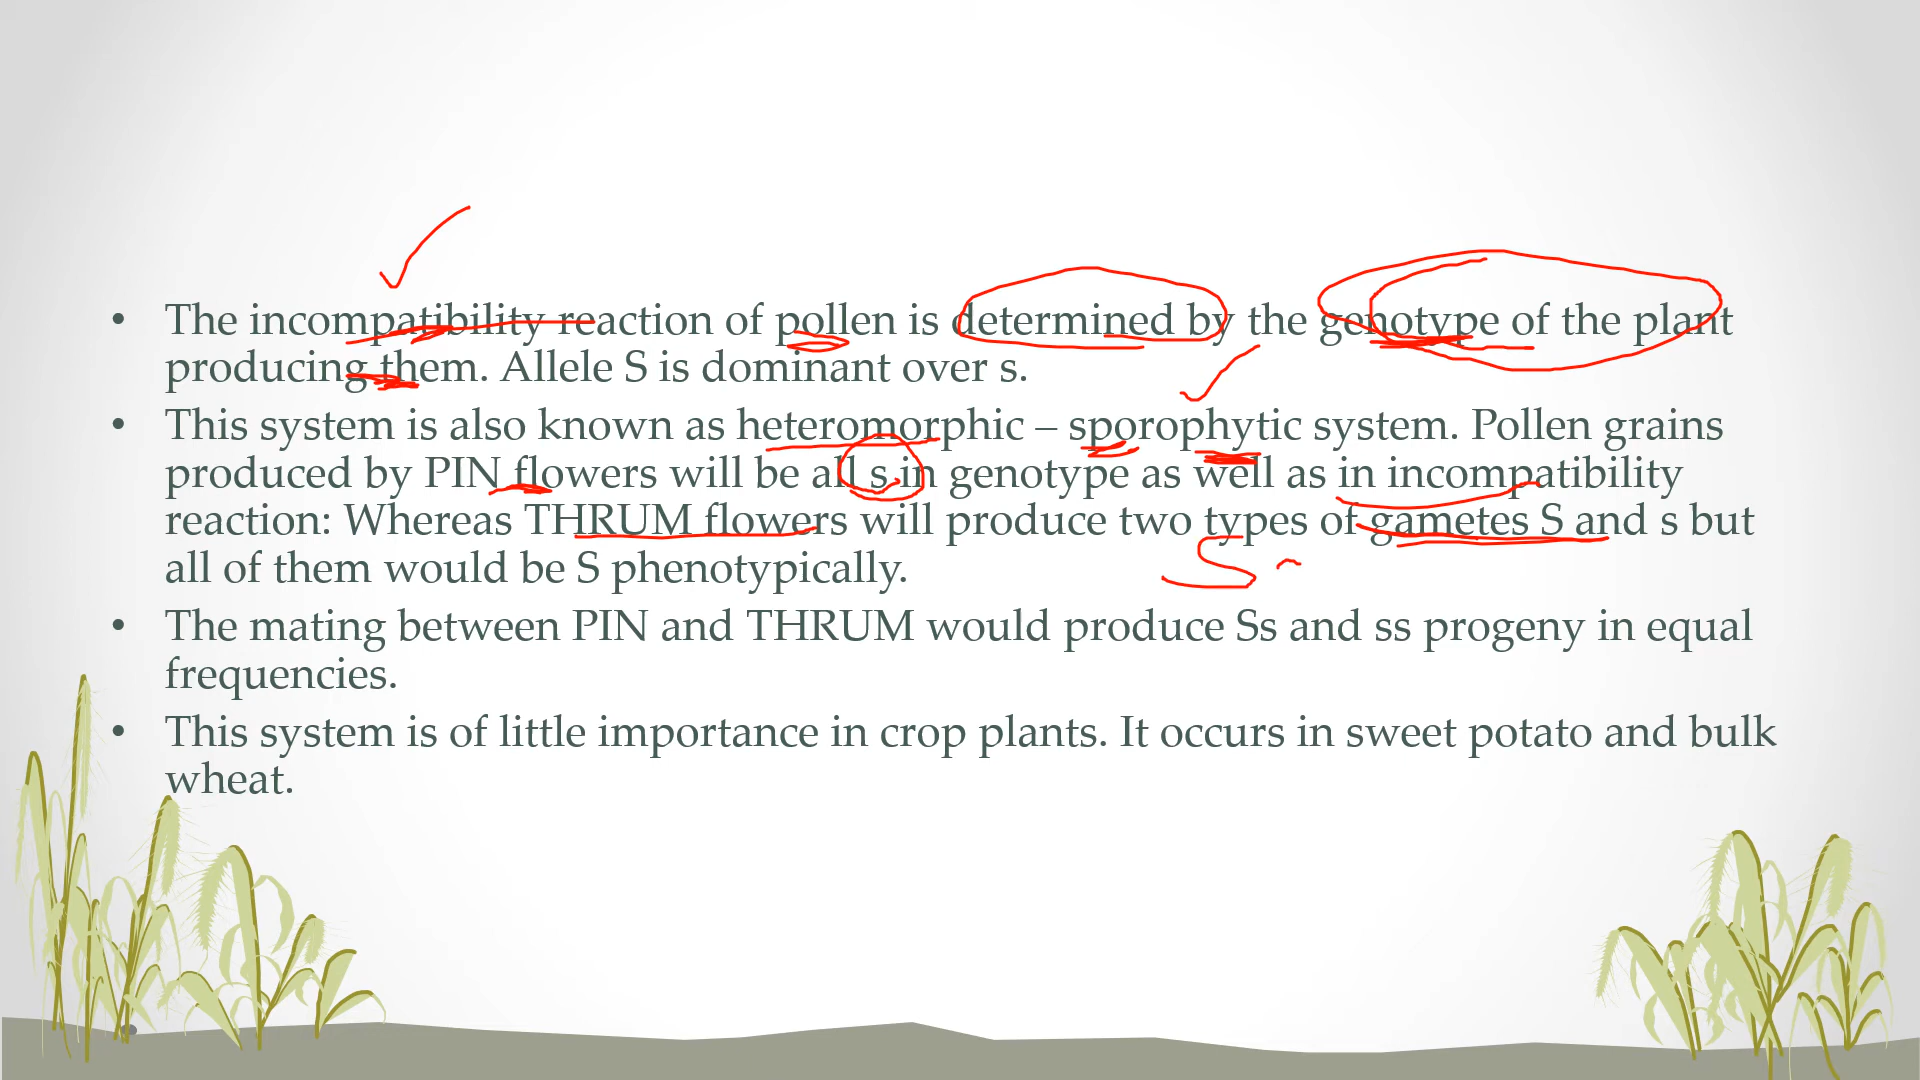 • The incompatibility reaction of pollen is determined by the genotype of the plant
producing them. Allele S is dominant over s.
• This system is also known as heteromorphic – sporophytic system. Pollen grains
produced by PIN flowers will be all s in genotype as well as in incompatibility
reaction: Whereas THRUM flowers will produce two types of gametes S and s but
all of them would be S phenotypically.
S
• The mating between PIN and THRUM would produce Ss and ss progeny in equal
frequencies.
• This system is of little importance in crop plants. It occurs in sweet potato and bulk
wheat.